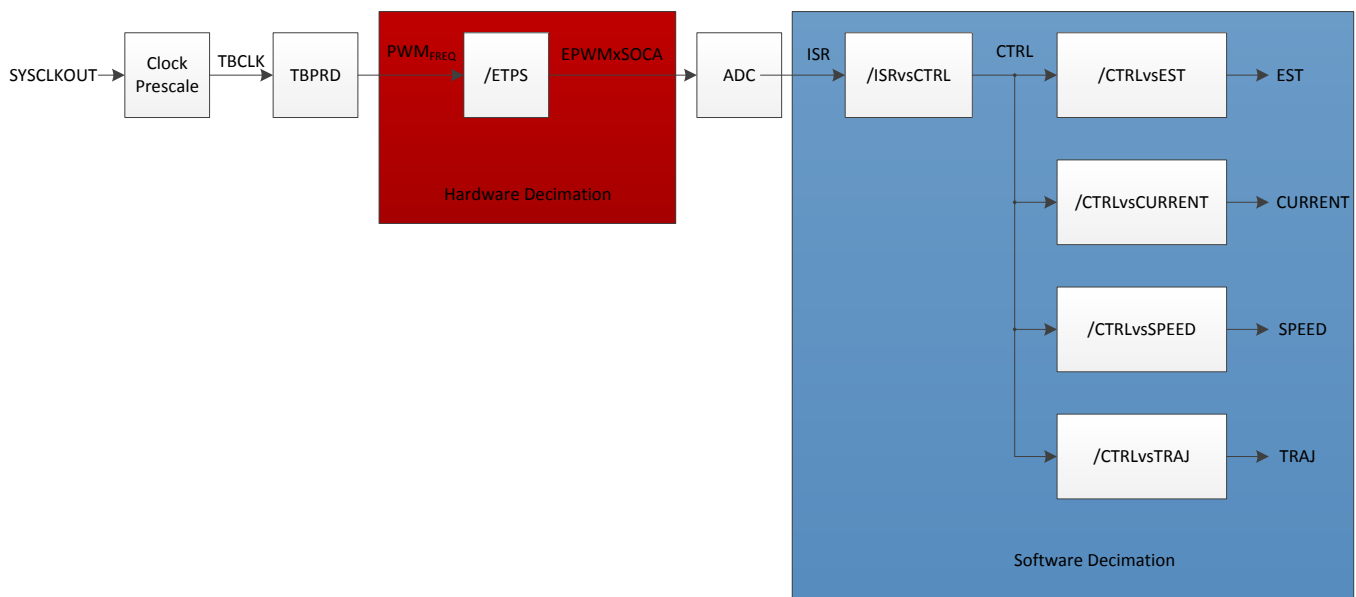 SYSCLKOUT
Clock
Prescale
TBCLK
TBPRD
PWM_FREQ
/ETPS
EPWMxSOCA
Hardware Decimation
ADC
ISR
/ISRvsCTRL
CTRL
/CTRLvsEST
EST
/CTRLvsCURRENT
CURRENT
/CTRLvsSPEED
SPEED
/CTRLvsTRAJ
TRAJ
Software Decimation